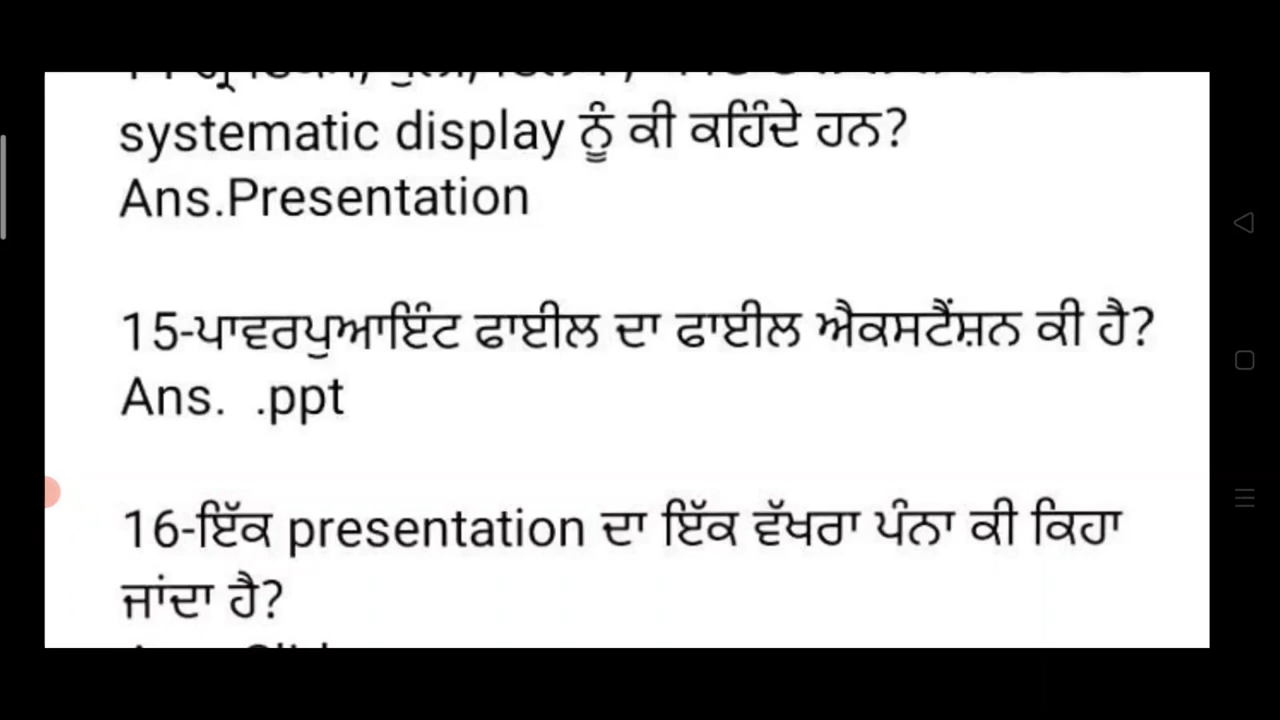 systematic display ਨੂੰ ਕੀ ਕਹਿੰਦੇ ਹਨ?
Ans.Presentation
15-ਪਾਵਰਪੁਆਇੰਟ ਫਾਈਲ ਦਾ ਫਾਈਲ ਐਕਸਟੈਂਸ਼ਨ ਕੀ ਹੈ?
Ans. .ppt
16-ਇੱਕ presentation ਦਾ ਇੱਕ ਵੱਖਰਾ ਪੰਨਾ ਕੀ ਕਿਹਾ
ਜਾਂਦਾ ਹੈ?